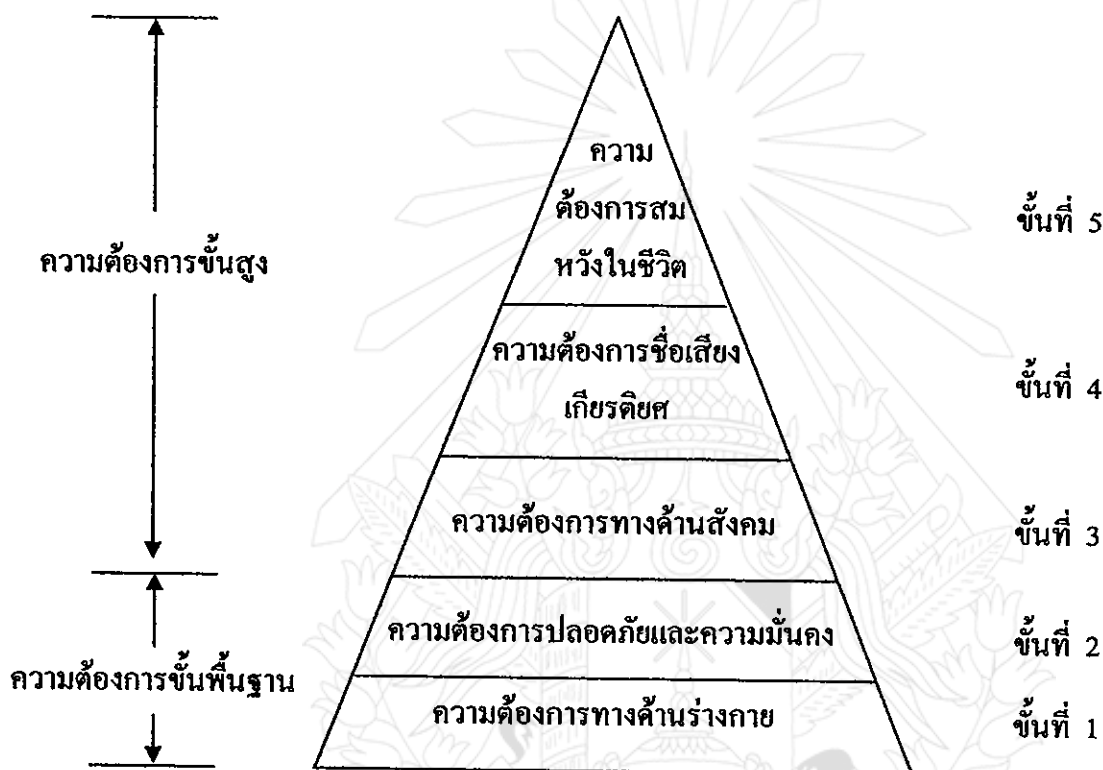 ความ
ต้องการสม
หวังในชีวิต
ขั้นที่ 5
ความต้องการขั้นสูง
ความต้องการชื่อเสียง
เกียรติยศ
ขั้นที่ 4
ความต้องการทางด้านสังคม
ขั้นที่ 3
ความต้องการปลอดภัยและความมั่นคง
ขั้นที่ 2
ความต้องการขั้นพื้นฐาน
ความต้องการทางด้านร่างกาย
ขั้นที่ 1